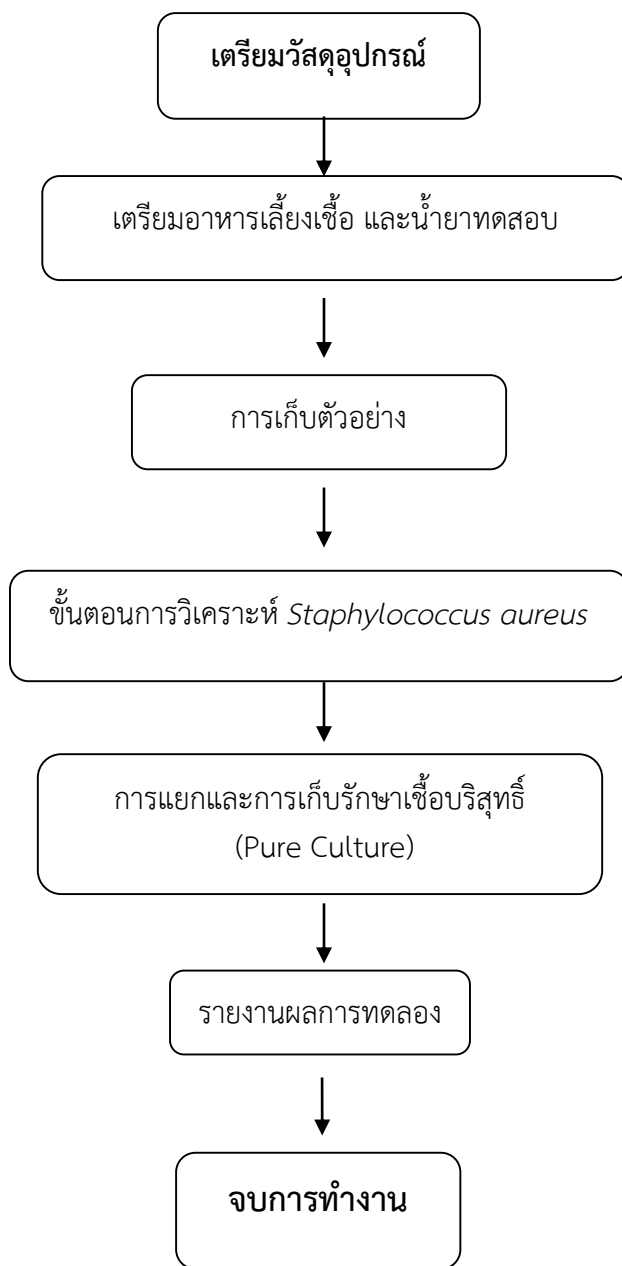 เตรียมวัสดุอุปกรณ์
เตรียมอาหารเลี้ยงเชื้อ และน้ำยาทดสอบ
การเก็บตัวอย่าง
ขั้นตอนการวิเคราะห์ Staphylococcus aureus
การแยกและการเก็บรักษาเชื้อบริสุทธิ์
(Pure Culture)
รายงานผลการทดลอง
จบการทำงาน